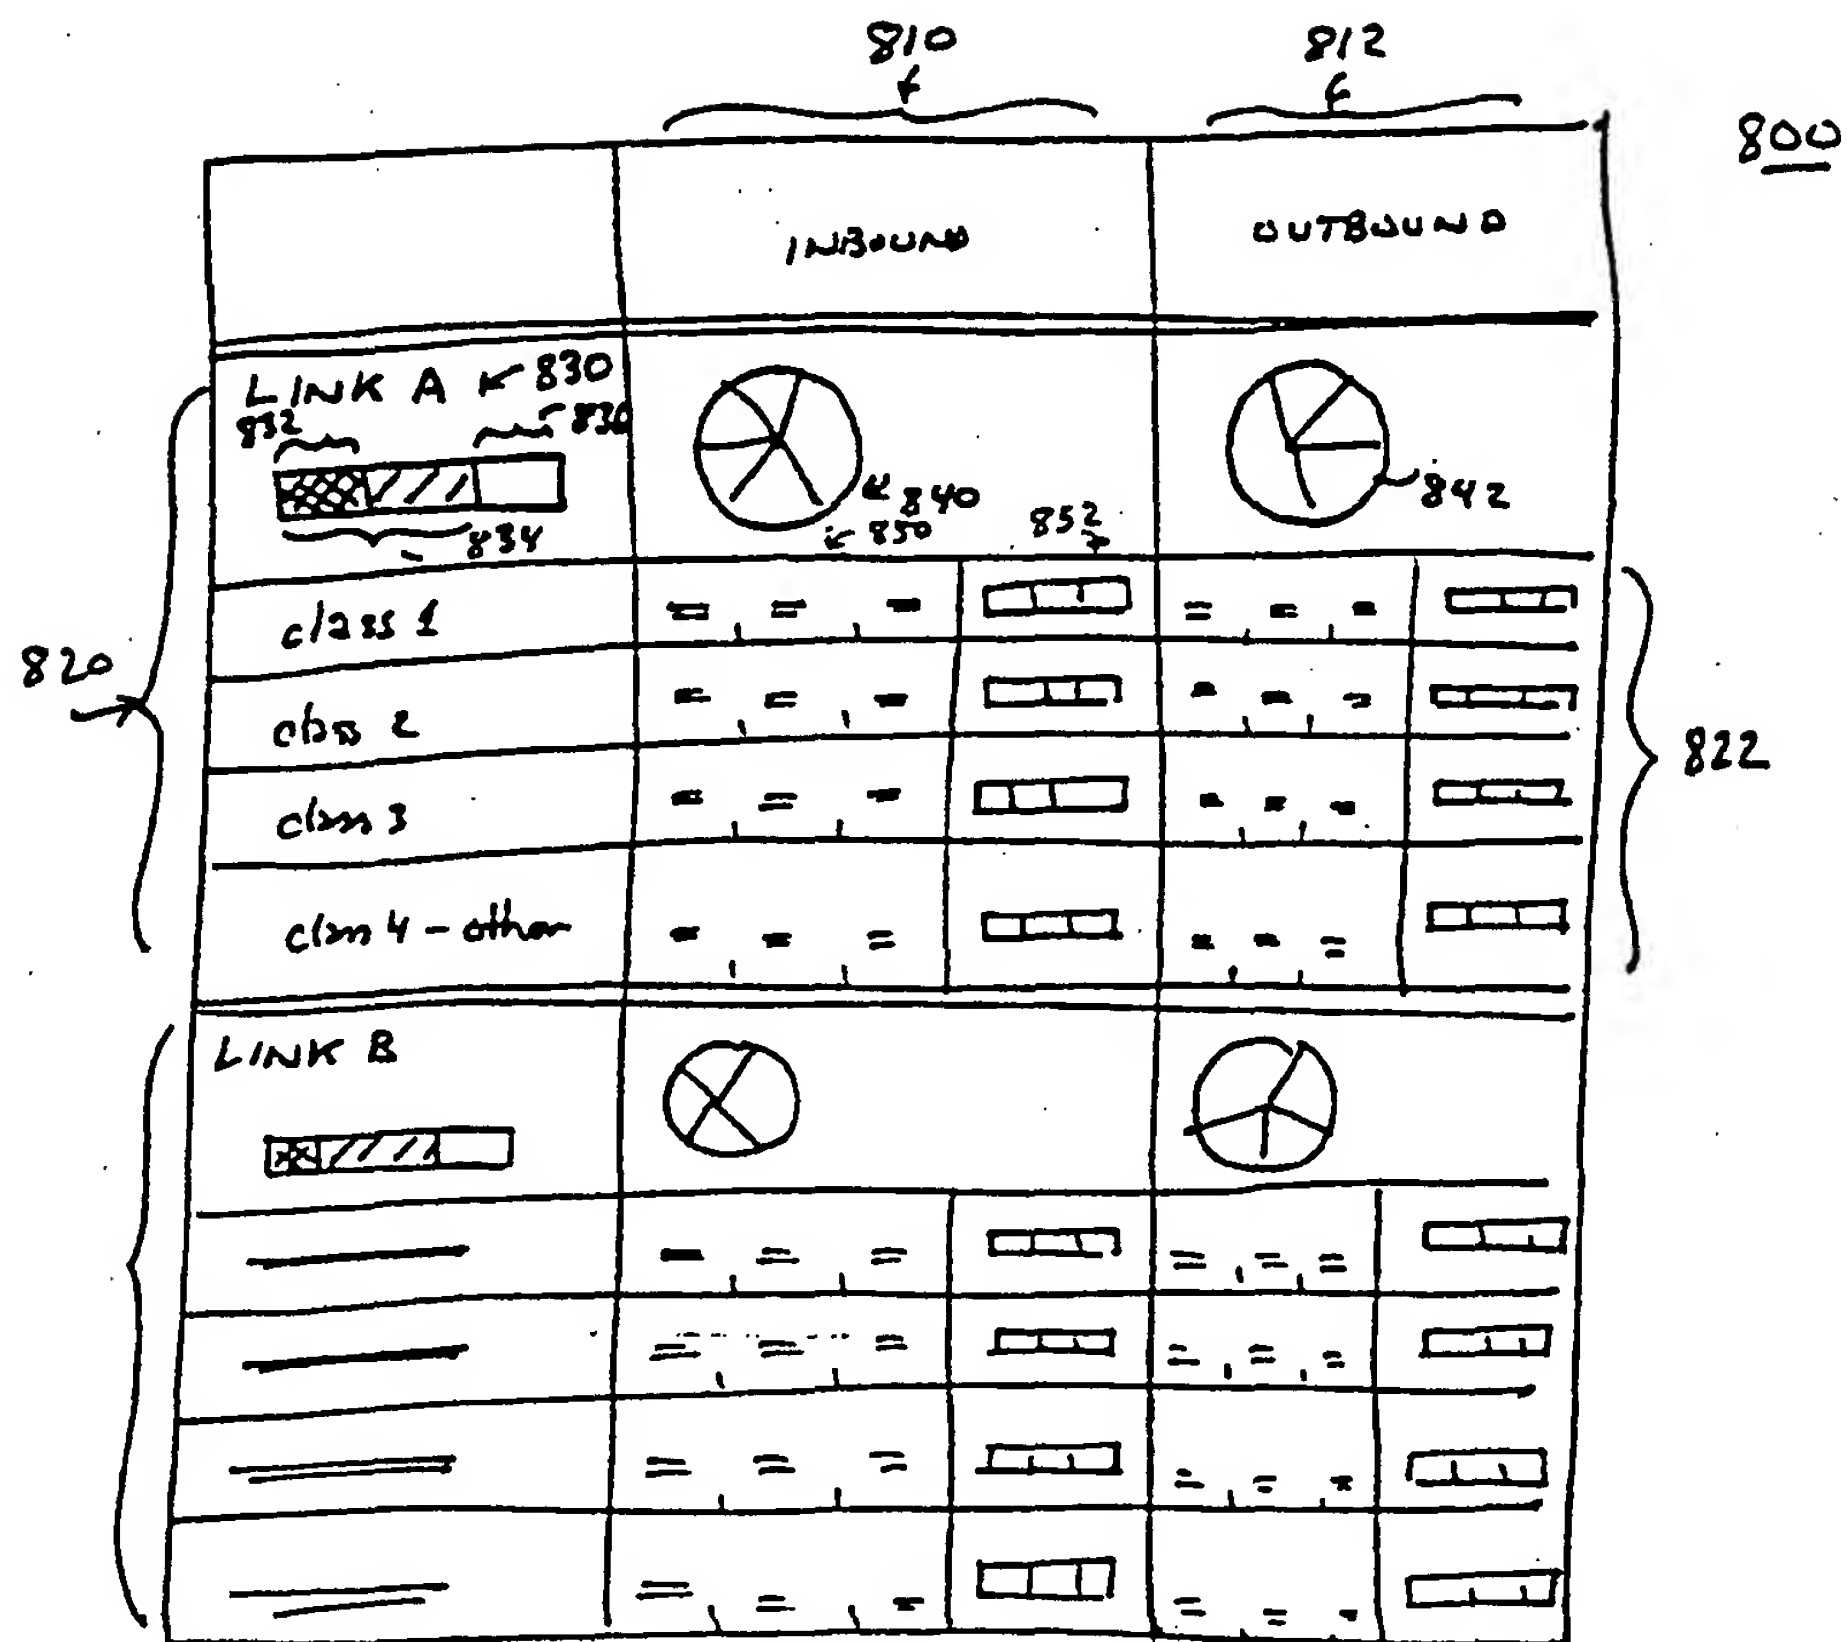 810 812
800
INBOUND OUTBOUND
LINK A 830
832 836
840 842
834 850 852
class 1
820
class 2
822
class 3
class 4 - other
LINK B